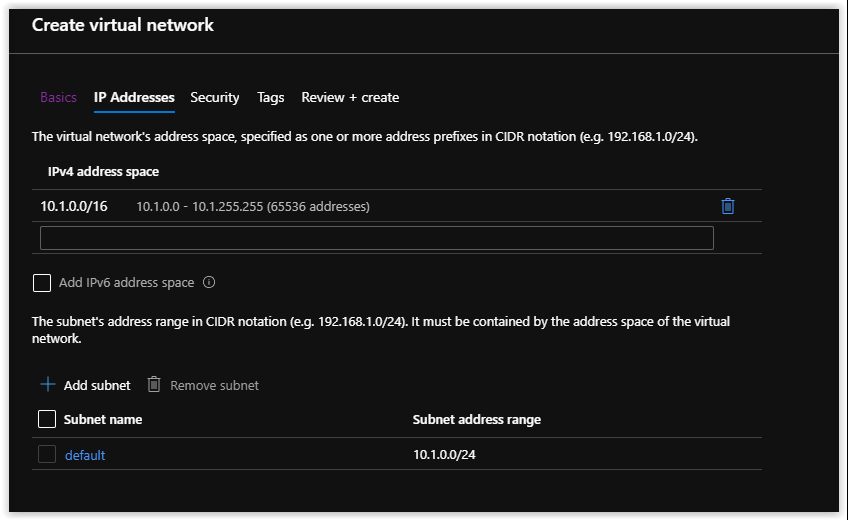 Create virtual network
Basics IP Addresses Security Tags Review + create
The virtual network's address space, specified as one or more address prefixes in CIDR notation (e.g. 192.168.1.0/24).
IPv4 address space
10.1.0.0/16 10.1.0.0 - 10.1.255.255 (65536 addresses)
Add IPv6 address space
The subnet's address range in CIDR notation (e.g. 192.168.1.0/24). It must be contained by the address space of the virtual
network.
Add subnet Remove subnet
Subnet name Subnet address range
default 10.1.0.0/24